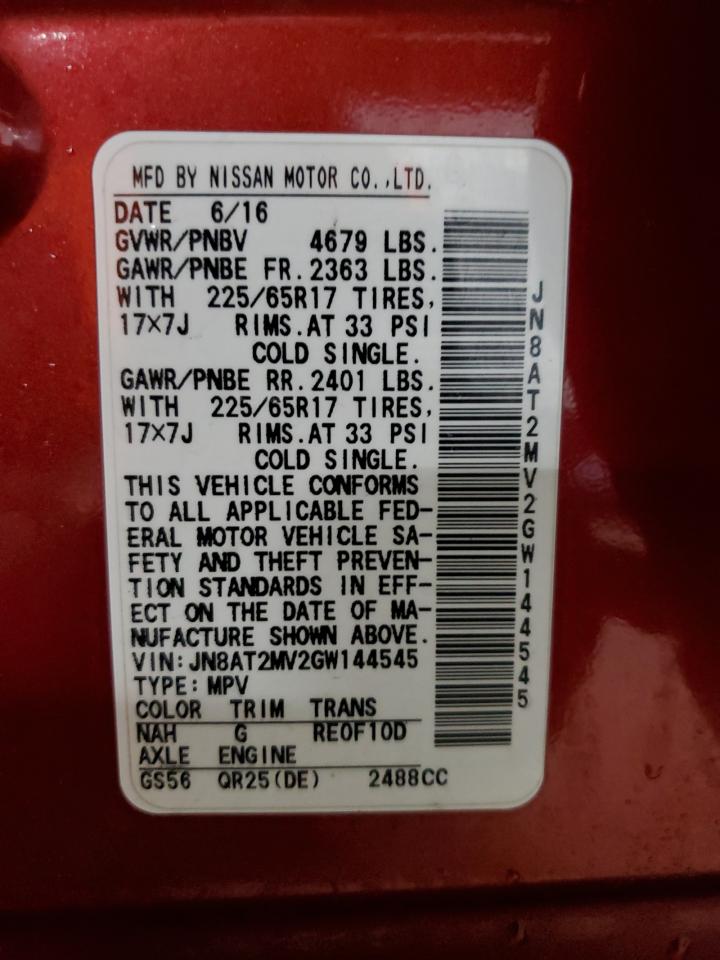 MFD BY NISSAN MOTOR CO.,LTD.
DATE 6/16
GVWR/PNBV 4679 LBS.
GAWR/PNBE FR.2363 LBS.
WITH 225/65R17 TIRES,
17×7J RIMS.AT 33 PSI
COLD SINGLE.
GAWR/PNBE RR.2401 LBS.
WITH 225/65R17 TIRES,
17×7J RIMS.AT 33 PSI
COLD SINGLE.
THIS VEHICLE CONFORMS
TO ALL APPLICABLE FED-
ERAL MOTOR VEHICLE SA-
FETY AND THEFT PREVEN-
TION STANDARDS IN EFF-
ECT ON THE DATE OF MA-
NUFACTURE SHOWN ABOVE.
VIN:JN8AT2MV2GW144545
TYPE:MPV
COLOR TRIM TRANS
NAH G RE0F10D
AXLE ENGINE
GS56 QR25(DE) 2488CC
JN8AT2MV2GW144545